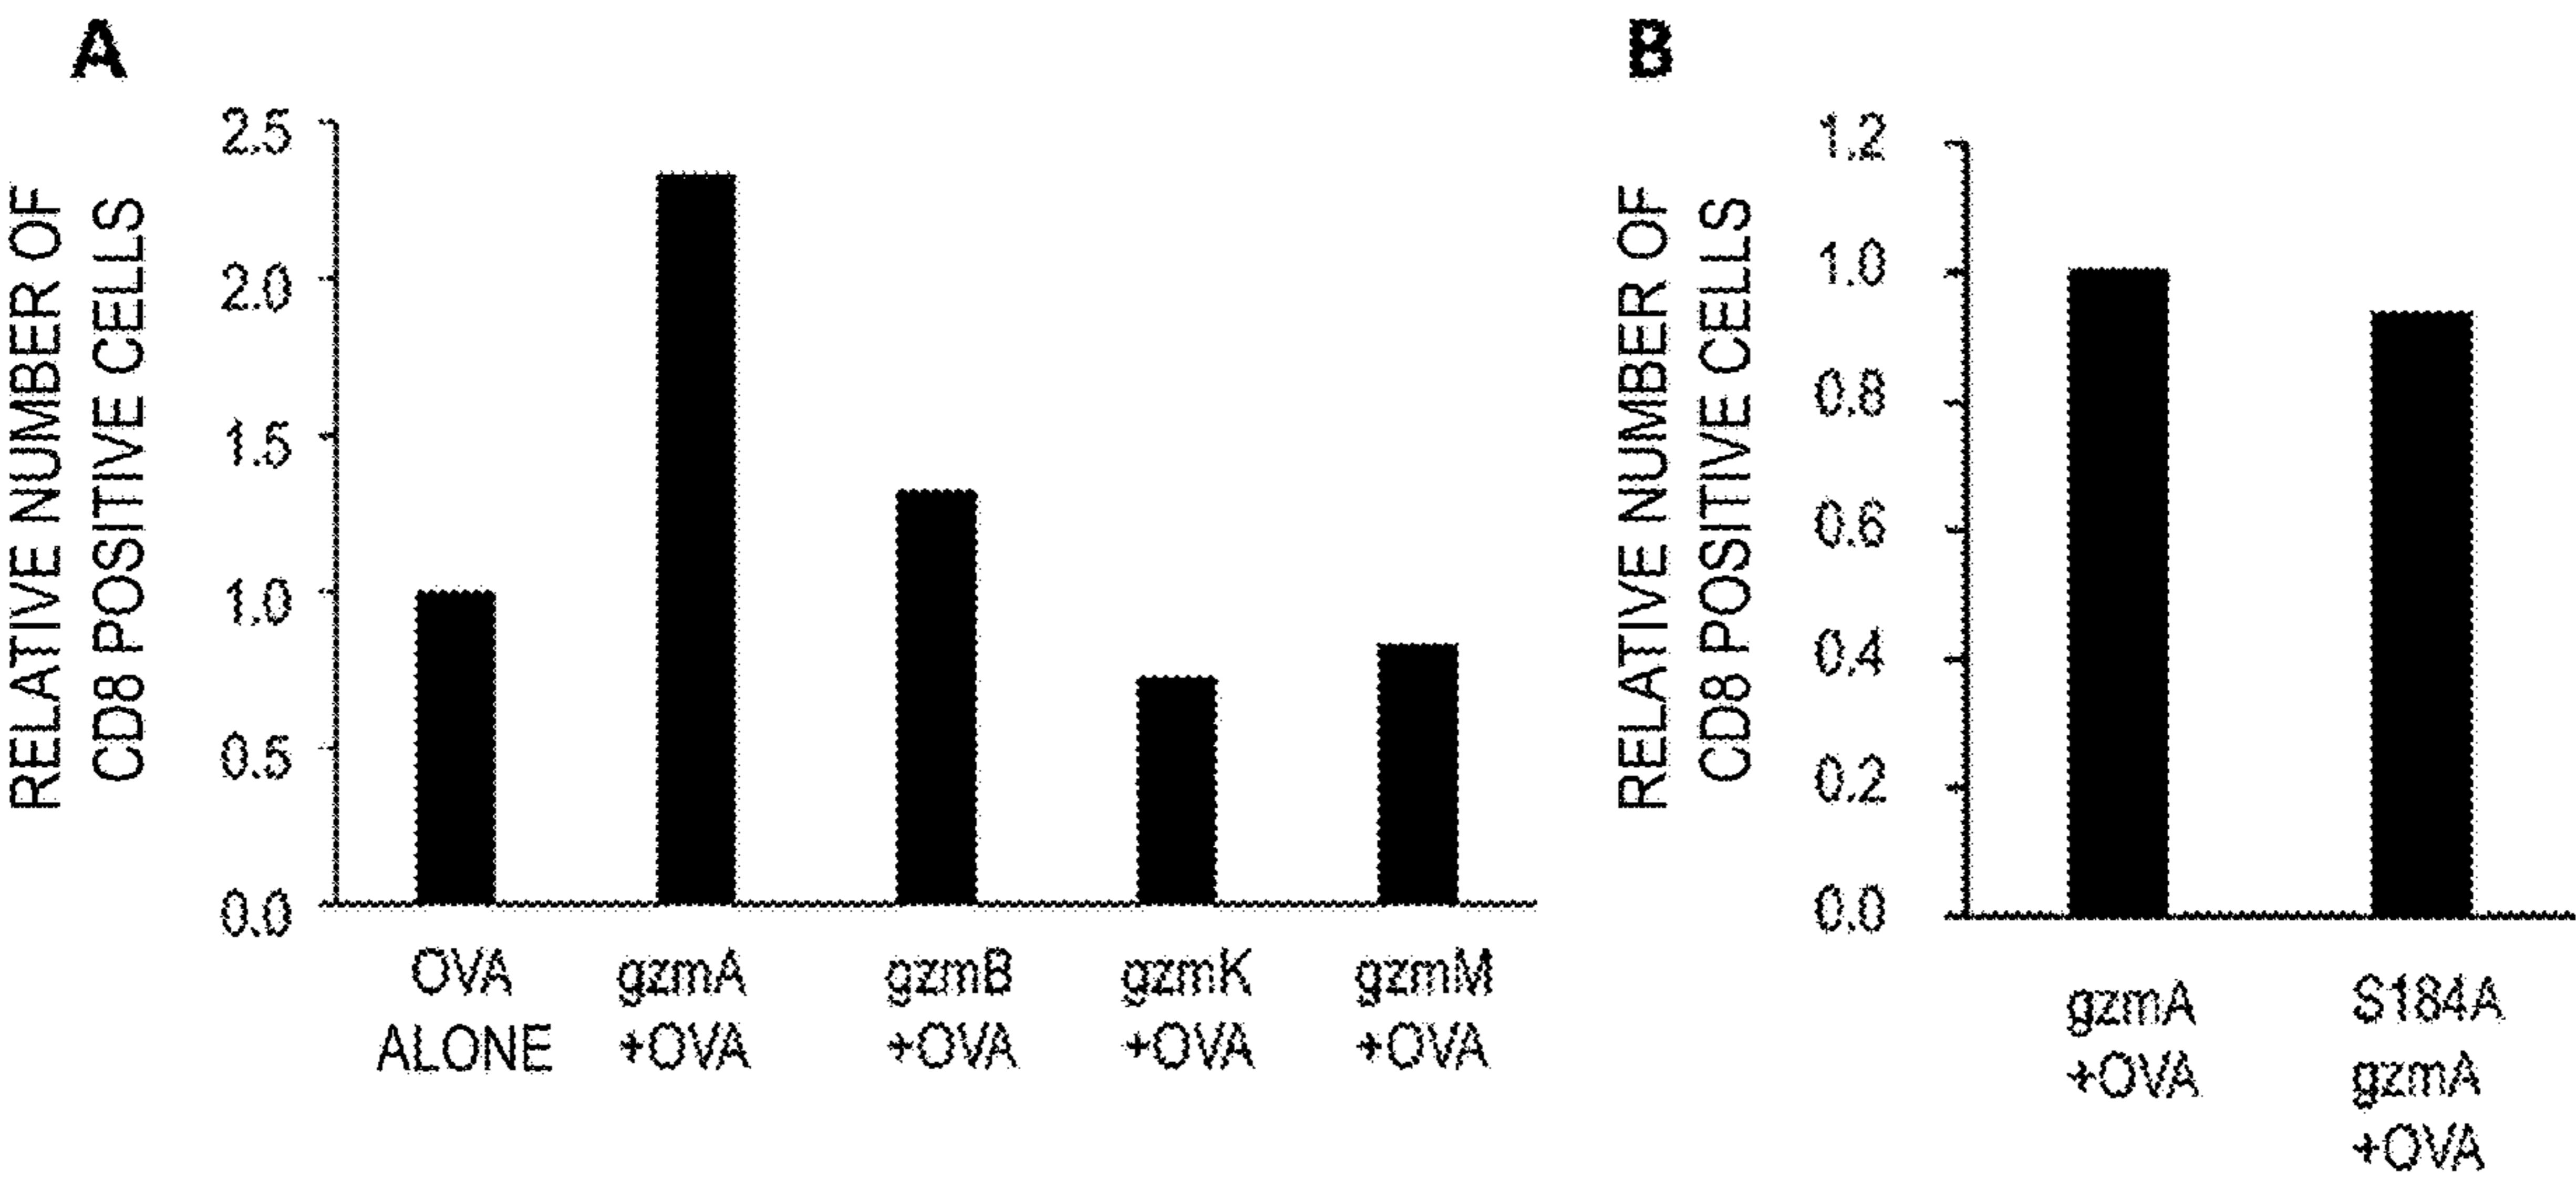 A
RELATIVE NUMBER OF
CD8 POSITIVE CELLS
2.5
2.0
1.5
1.0
0.5
0.0
OVA
ALONE
gzmA
+OVA
gzmB
+OVA
gzmK
+OVA
gzmM
+OVA
B
RELATIVE NUMBER OF
CD8 POSITIVE CELLS
1.2
1.0
0.8
0.6
0.4
0.2
0.0
gzmA
+OVA
S184A
gzmA
+OVA